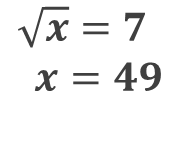 √x = 7
x = 49